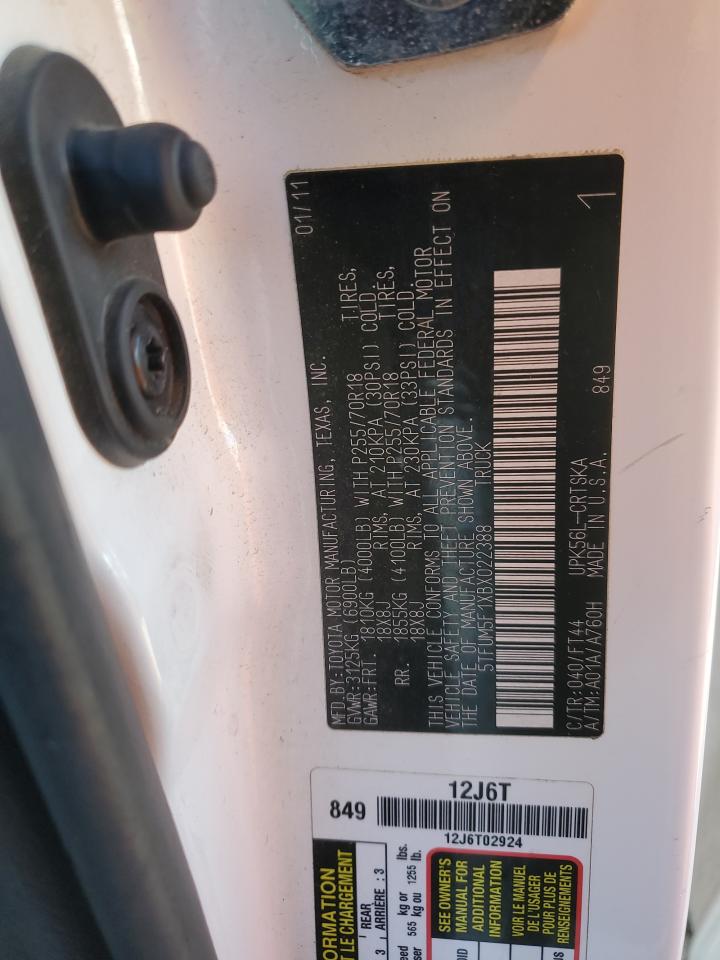 MFD.BY:TOYOTA MOTOR MANUFACTURING, TEXAS, INC. 01/11
GVWR:3125KG (6900LB)
GAWR:FRT. 1810KG (4000LB) WITH P255/70R18 TIRES,
18X8J RIMS, AT 210KPA (30PSI) COLD.
RR. 1855KG (4100LB) WITH P255/70R18 TIRES,
18X8J RIMS, AT 230KPA (33PSI) COLD.
THIS VEHICLE CONFORMS TO ALL APPLICABLE FEDERAL MOTOR
VEHICLE SAFETY AND THEFT PREVENTION STANDARDS IN EFFECT ON
THE DATE OF MANUFACTURE SHOWN ABOVE.
5TFUM5F1XBX022388 TRUCK
C/TR:040/FT44 UPK56L-CRTSKA 849
A/TM:A01A/A760H MADE IN U.S.A. 1
849
12J6T
12J6T02924
REAR
ARRIÈRE : 3
3
565 kg or 1255 lbs.
kg ou lb.
SEE OWNER'S
MANUAL FOR
ADDITIONAL
INFORMATION
VOIR LE MANUEL
DE L'USAGER
POUR PLUS DE
RENSEIGNEMENTS